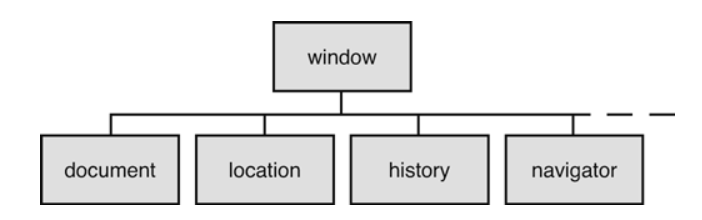 window
document
location
history
navigator